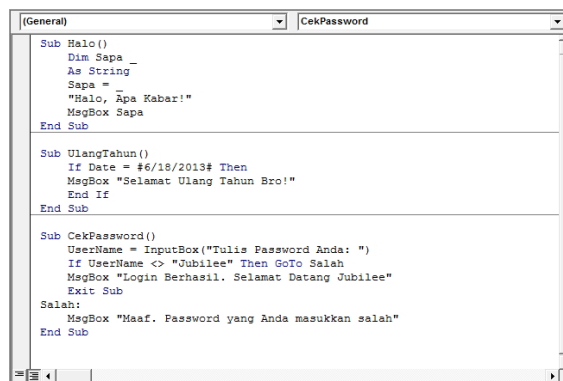 (General) CekPassword
Sub Halo()
Dim Sapa _
As String
Sapa = _
"Halo, Apa Kabar!"
MsgBox Sapa
End Sub
Sub UlangTahun()
If Date = #6/18/2013# Then
MsgBox "Selamat Ulang Tahun Bro!"
End If
End Sub
Sub CekPassword()
UserName = InputBox("Tulis Password Anda: ")
If UserName <> "Jubilee" Then GoTo Salah
MsgBox "Login Berhasil. Selamat Datang Jubilee"
Exit Sub
Salah:
MsgBox "Maaf. Password yang Anda masukkan salah"
End Sub